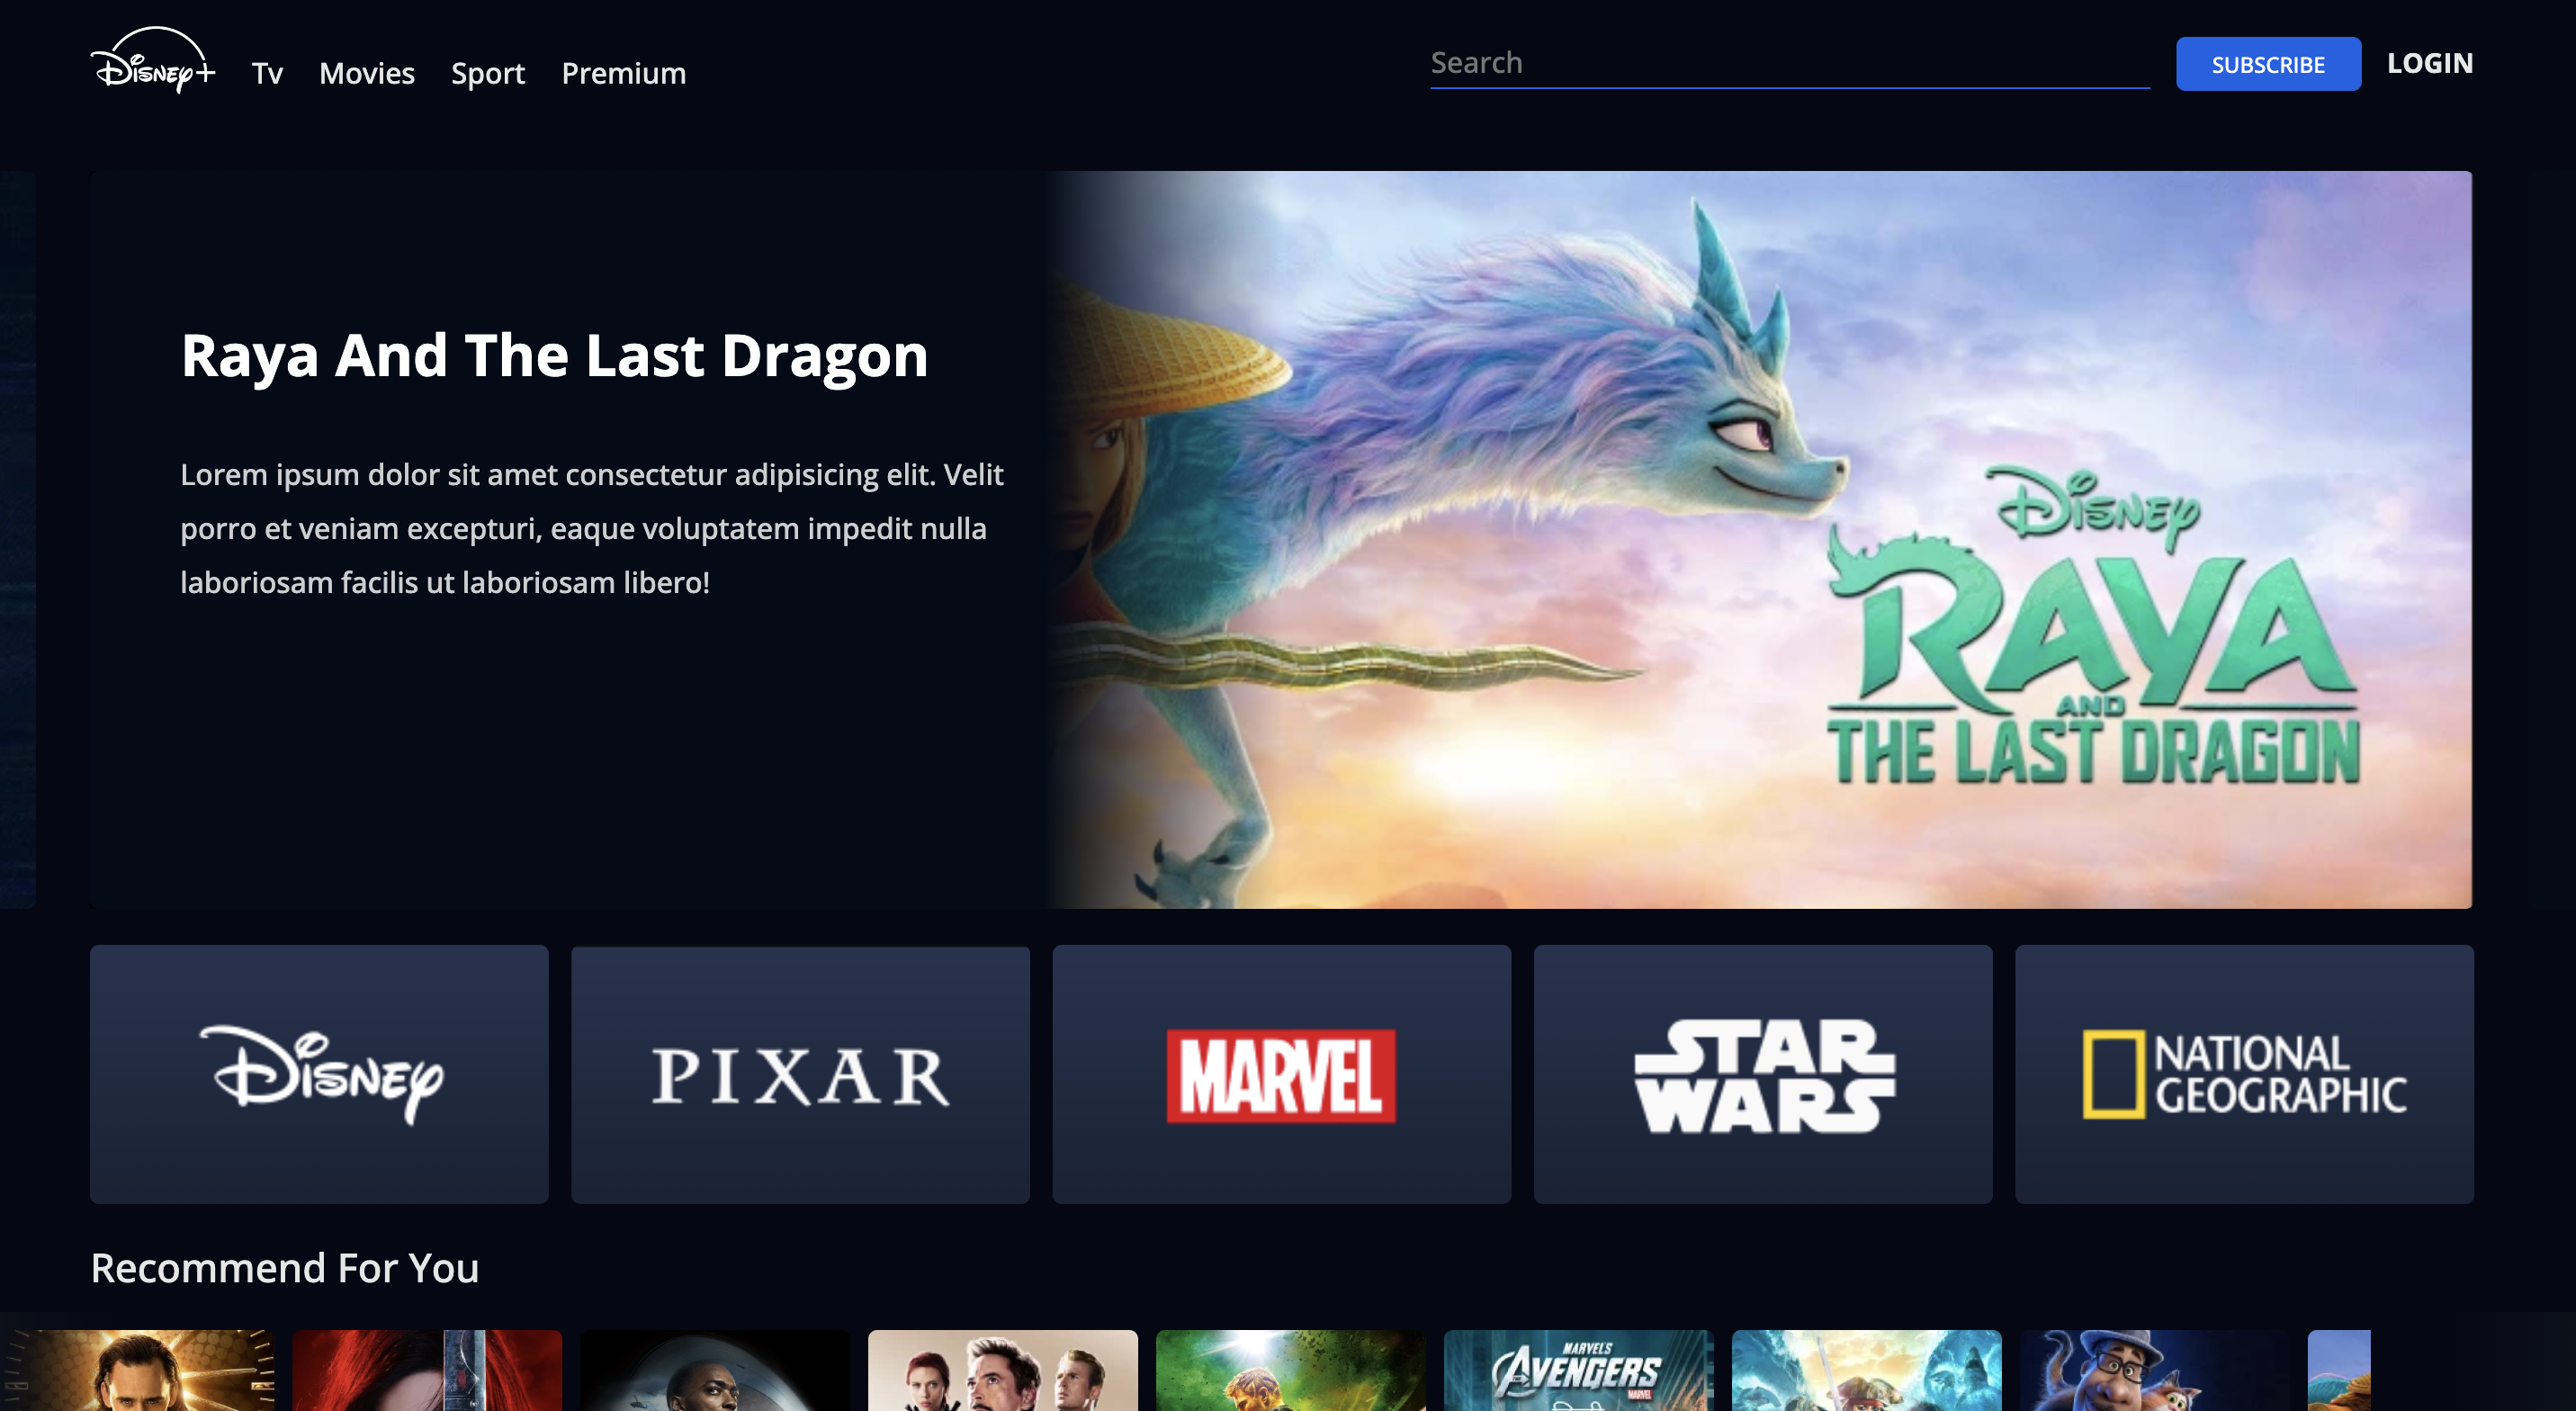 Disney+
Tv Movies Sport Premium
Search
SUBSCRIBE
LOGIN
Raya And The Last Dragon
Lorem ipsum dolor sit amet consectetur adipisicing elit. Velit
porro et veniam excepturi, eaque voluptatem impedit nulla
laboriosam facilis ut laboriosam libero!
Disney
RAYA
AND
THE LAST DRAGON
Disney
PIXAR
MARVEL
STAR
WARS
NATIONAL
GEOGRAPHIC
Recommend For You
MARVEL'S
AVENGERS
MARVEL